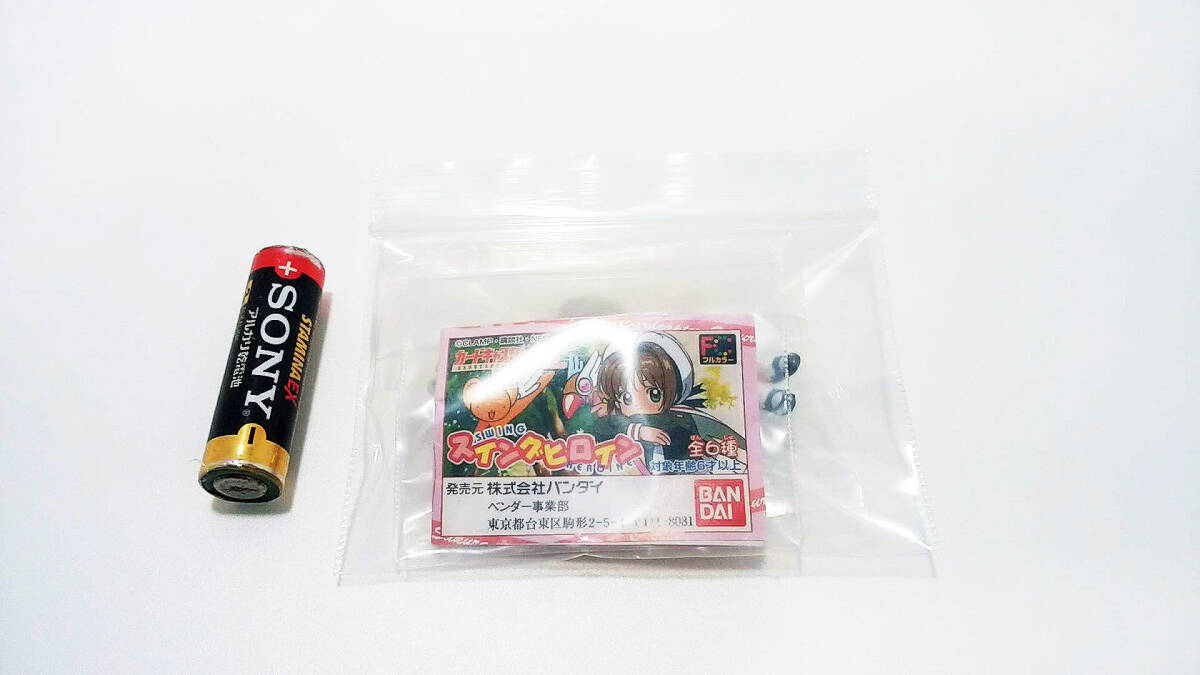 STAMINA EX
SONY
アルカリ乾電池
©CLAMP・講談社・NE
カードキャプター
フルカラー
SWING
スイングヒロイン
HEROINE
全6種
対象年齢6才以上
発売元 株式会社バンダイ
ベンダー事業部
東京都台東区駒形2-5-
8031
BAN
DAI